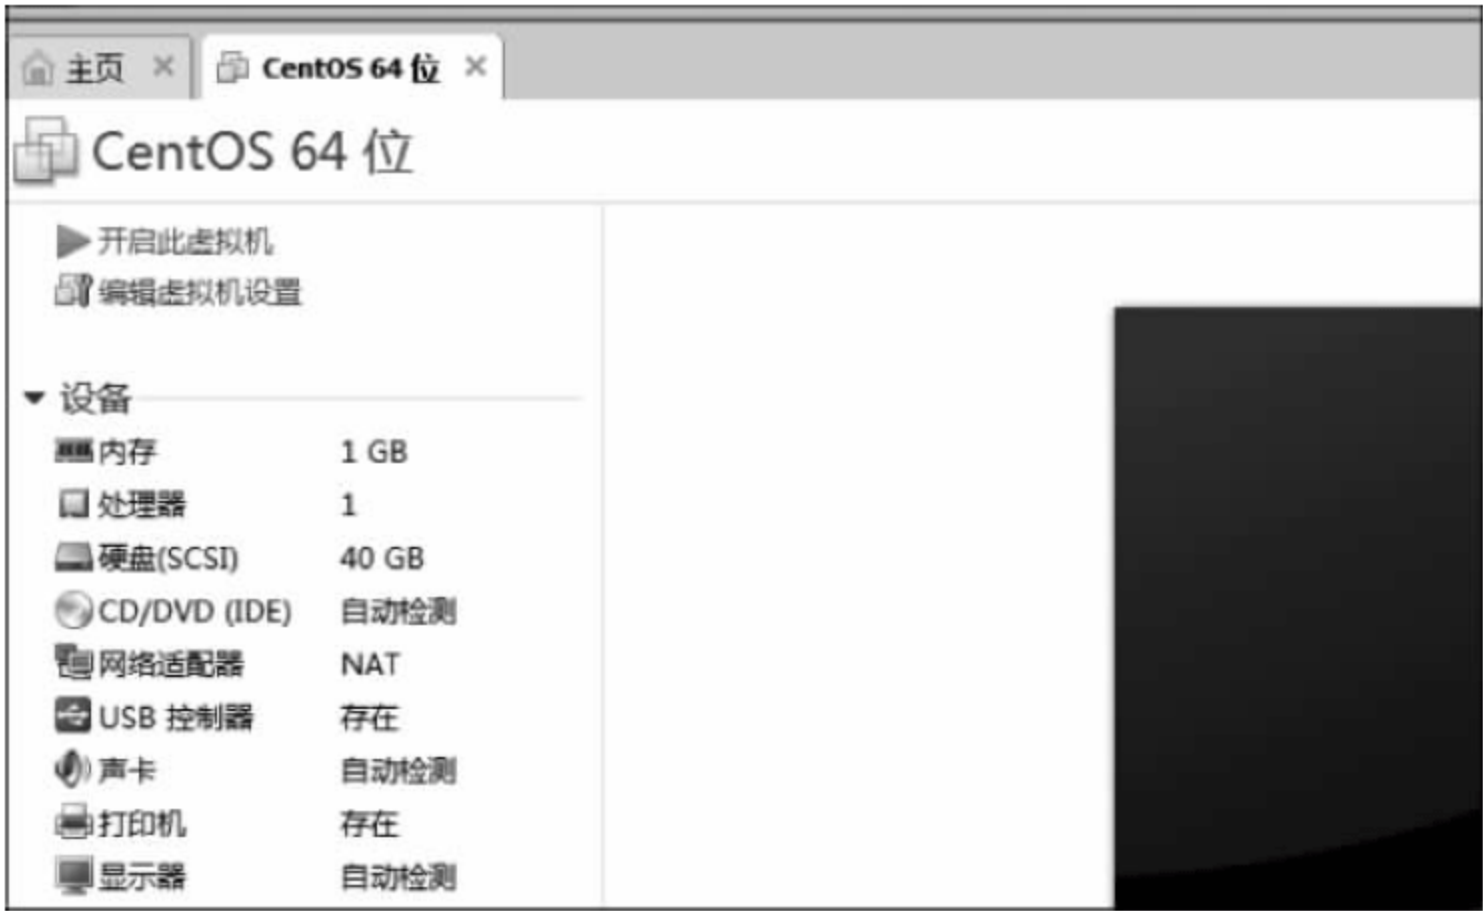 主页 CentOS 64 位
CentOS 64 位
开启此虚拟机
编辑虚拟机设置
设备
内存 1 GB
处理器 1
硬盘(SCSI) 40 GB
CD/DVD (IDE) 自动检测
网络适配器 NAT
USB 控制器 存在
声卡 自动检测
打印机 存在
显示器 自动检测